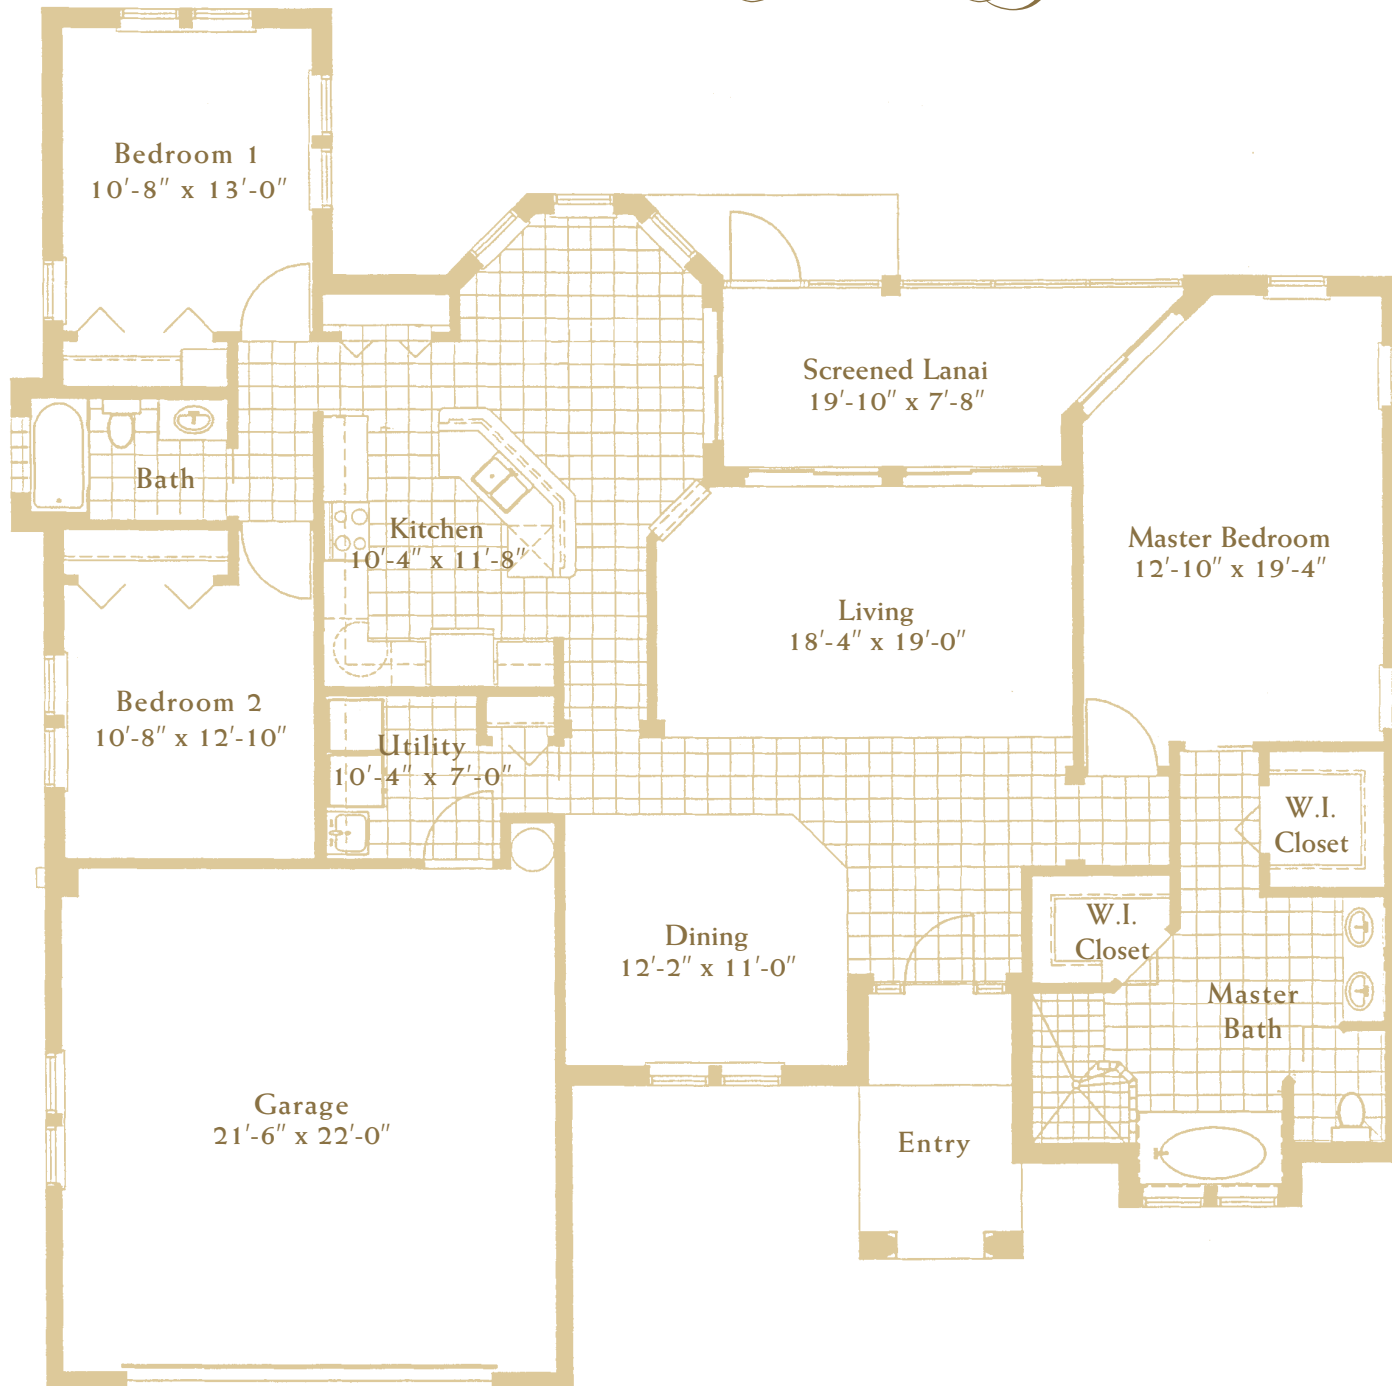 Bedroom 1
10'-8" x 13'-0"
Screened Lanai
19'-10" x 7'-8"
Bath
Kitchen
10'-4" x 11'-8"
Master Bedroom
12'-10" x 19'-4"
Living
18'-4" x 19'-0"
Bedroom 2
10'-8" x 12'-10"
Utility
10'-4" x 7'-0"
W.I.
Closet
W.I.
Closet
Dining
12'-2" x 11'-0"
Master
Bath
Garage
21'-6" x 22'-0"
Entry